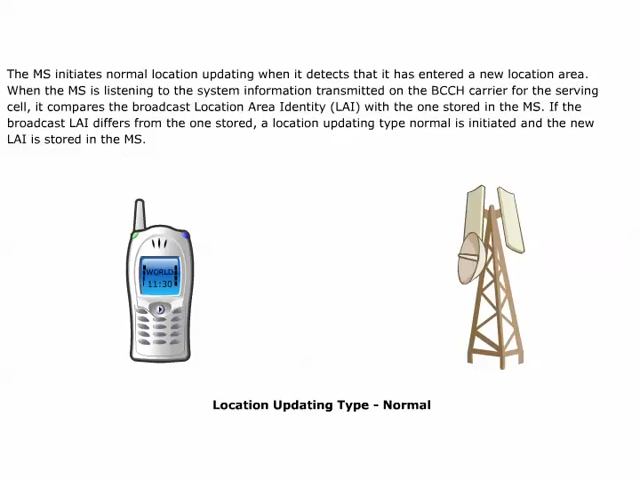 The MS initiates normal location updating when it detects that it has entered a new location area.
When the MS is listening to the system information transmitted on the BCCH carrier for the serving
cell, it compares the broadcast Location Area Identity (LAI) with the one stored in the MS. If the
broadcast LAI differs from the one stored, a location updating type normal is initiated and the new
LAI is stored in the MS.
WORLD
11:30
Location Updating Type - Normal